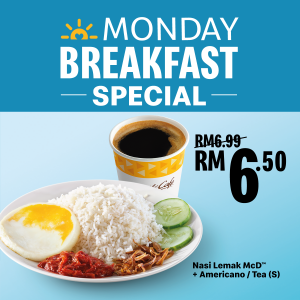 MONDAY
BREAKFAST
SPECIAL
RM6.99
RM 6.50
Nasi Lemak McD™
+ Americano / Tea (S)